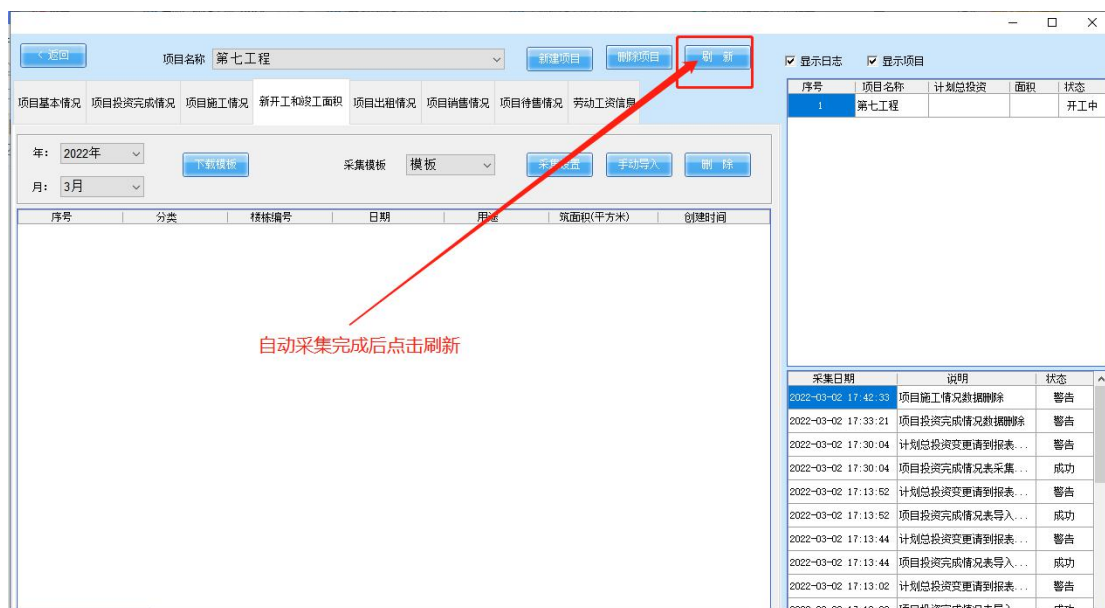 < 返回
项目名称 第七工程
新建项目 删除项目 刷 新
显示日志 显示项目
项目基本情况 项目投资完成情况 项目施工情况 新开工和竣工面积 项目出租情况 项目销售情况 项目待售情况 劳动工资信息
年: 2022年
下载模板
采集模板 模板
采集设置 手动导入 删 除
月: 3月
序号 分类 楼栋编号 日期 用途 筑面积(平方米) 创建时间
自动采集完成后点击刷新
序号 项目名称 计划总投资 面积 状态
1 第七工程 开工中
采集日期 说明 状态
2022-03-02 17:42:33 项目施工情况数据删除 警告
2022-03-02 17:33:21 项目投资完成情况数据删除 警告
2022-03-02 17:30:04 计划总投资变更请到报表... 警告
2022-03-02 17:30:04 项目投资完成情况表采集... 成功
2022-03-02 17:13:52 计划总投资变更请到报表... 警告
2022-03-02 17:13:52 项目投资完成情况表导入... 成功
2022-03-02 17:13:44 计划总投资变更请到报表... 警告
2022-03-02 17:13:44 项目投资完成情况表导入... 成功
2022-03-02 17:13:02 计划总投资变更请到报表... 警告